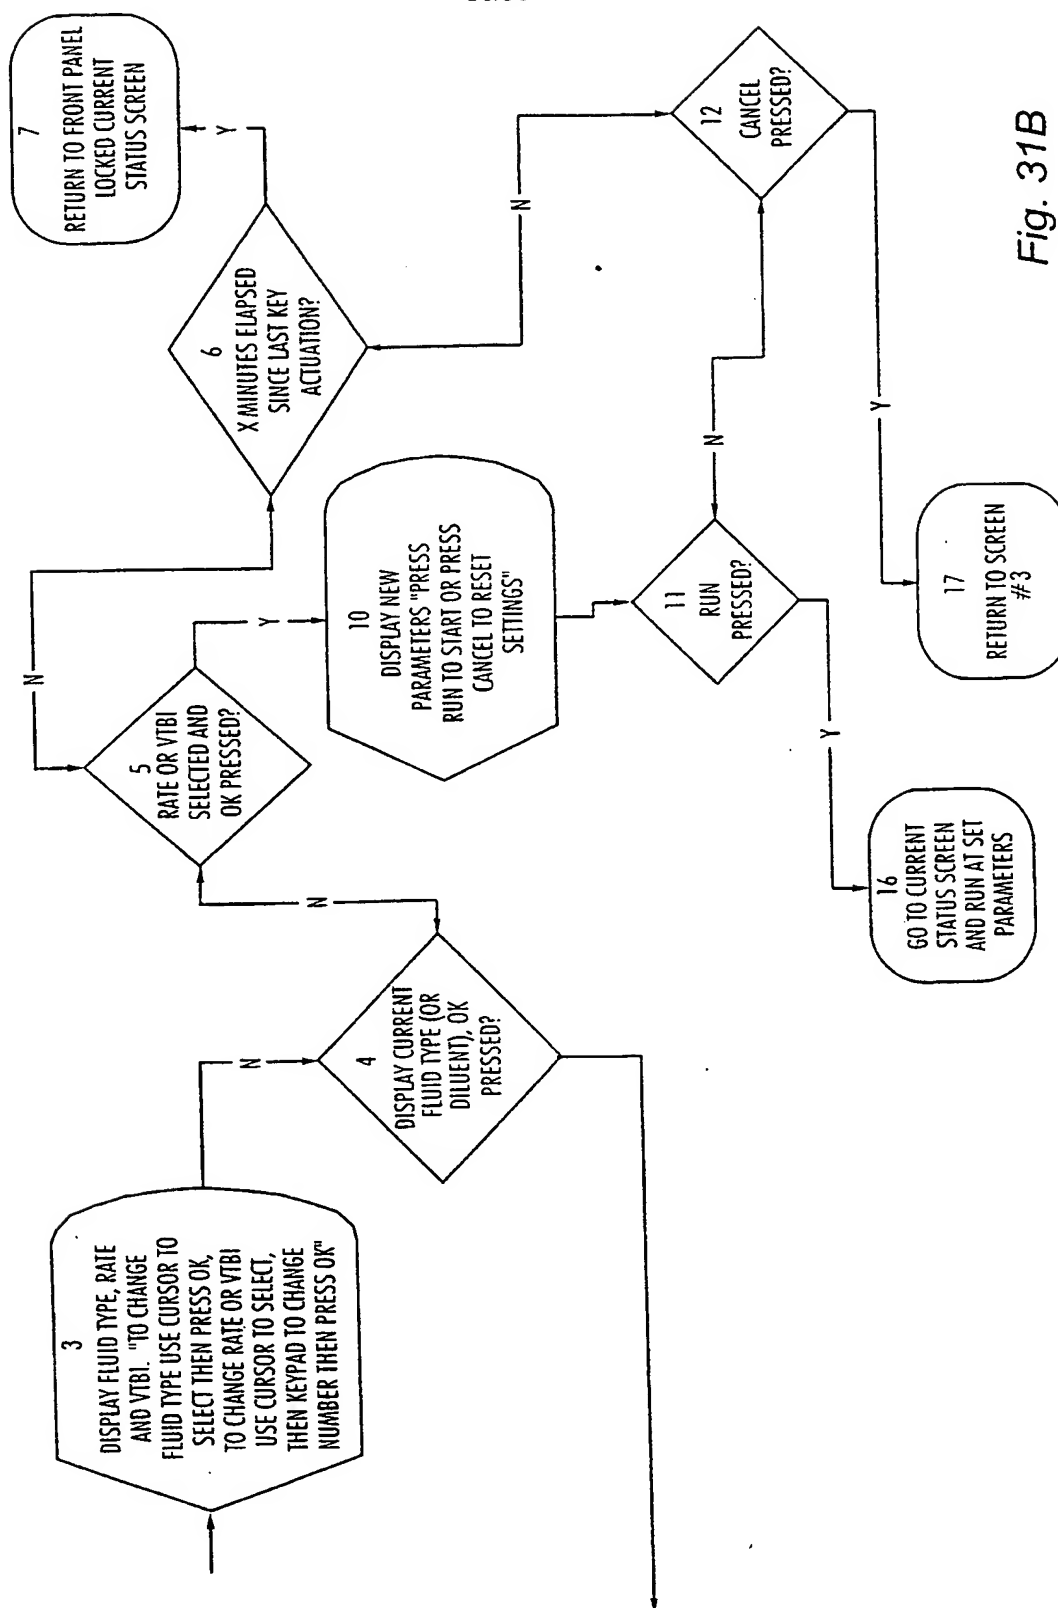 3
DISPLAY FLUID TYPE, RATE
AND VTBI. "TO CHANGE
FLUID TYPE USE CURSOR TO
SELECT THEN PRESS OK,
TO CHANGE RATE OR VTBI
USE CURSOR TO SELECT,
THEN KEYPAD TO CHANGE
NUMBER THEN PRESS OK"
N
4
DISPLAY CURRENT
FLUID TYPE (OR
DILUENT), OK
PRESSED?
N
5
RATE OR VTBI
SELECTED AND
OK PRESSED?
N
Y
6
X MINUTES ELAPSED
SINCE LAST KEY
ACTUATION?
Y
7
RETURN TO FRONT PANEL
LOCKED CURRENT
STATUS SCREEN
N
10
DISPLAY NEW
PARAMETERS "PRESS
RUN TO START OR PRESS
CANCEL TO RESET
SETTINGS"
11
RUN
PRESSED?
N
Y
12
CANCEL
PRESSED?
Y
16
GO TO CURRENT
STATUS SCREEN
AND RUN AT SET
PARAMETERS
17
RETURN TO SCREEN
#3
Fig. 31B